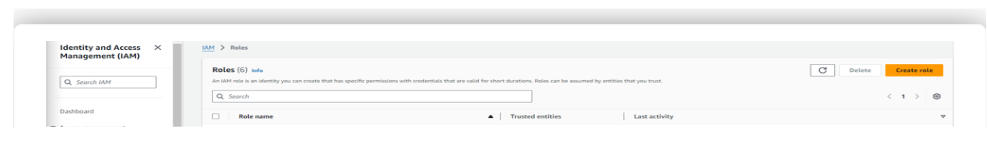 Identity and Access
Management (IAM)
Search IAM
Dashboard
IAM > Roles
Roles (6) Info
An IAM role is an identity you can create that has specific permissions with credentials that are valid for short durations. Roles can be assumed by entities that you trust.
Delete
Create role
Search
1
Role name
Trusted entities
Last activity